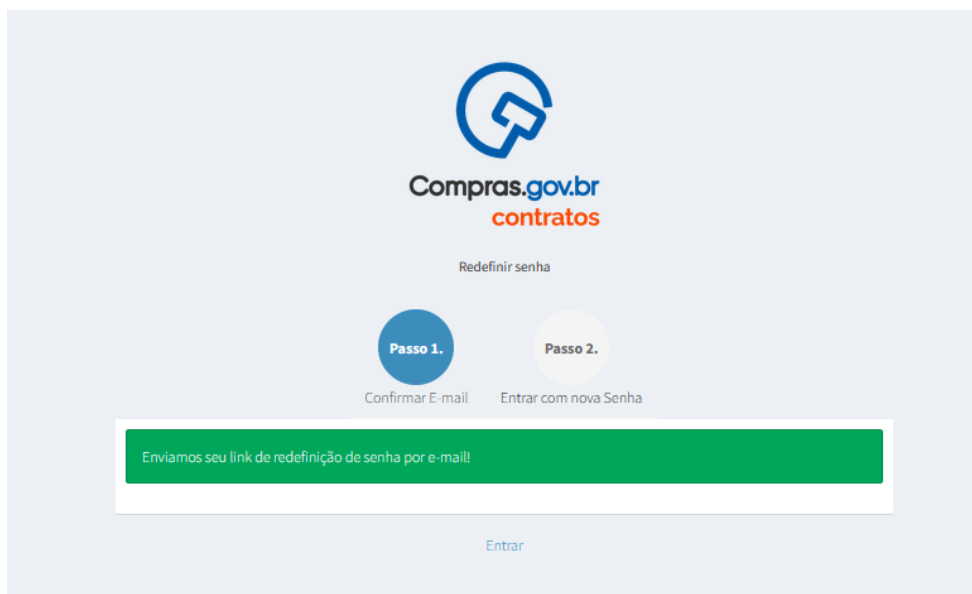 Compras.gov.br
contratos
Redefinir senha
Passo 1.
Passo 2.
Confirmar E-mail
Entrar com nova Senha
Enviamos seu link de redefinição de senha por e-mail!
Entrar